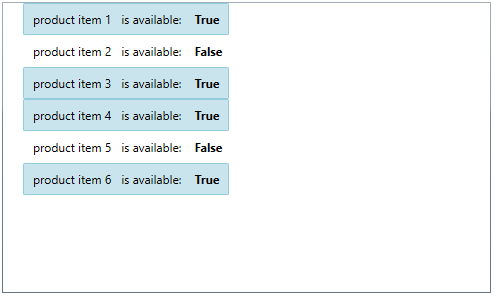 product item 1 is available: True
product item 2 is available: False
product item 3 is available: True
product item 4 is available: True
product item 5 is available: False
product item 6 is available: True